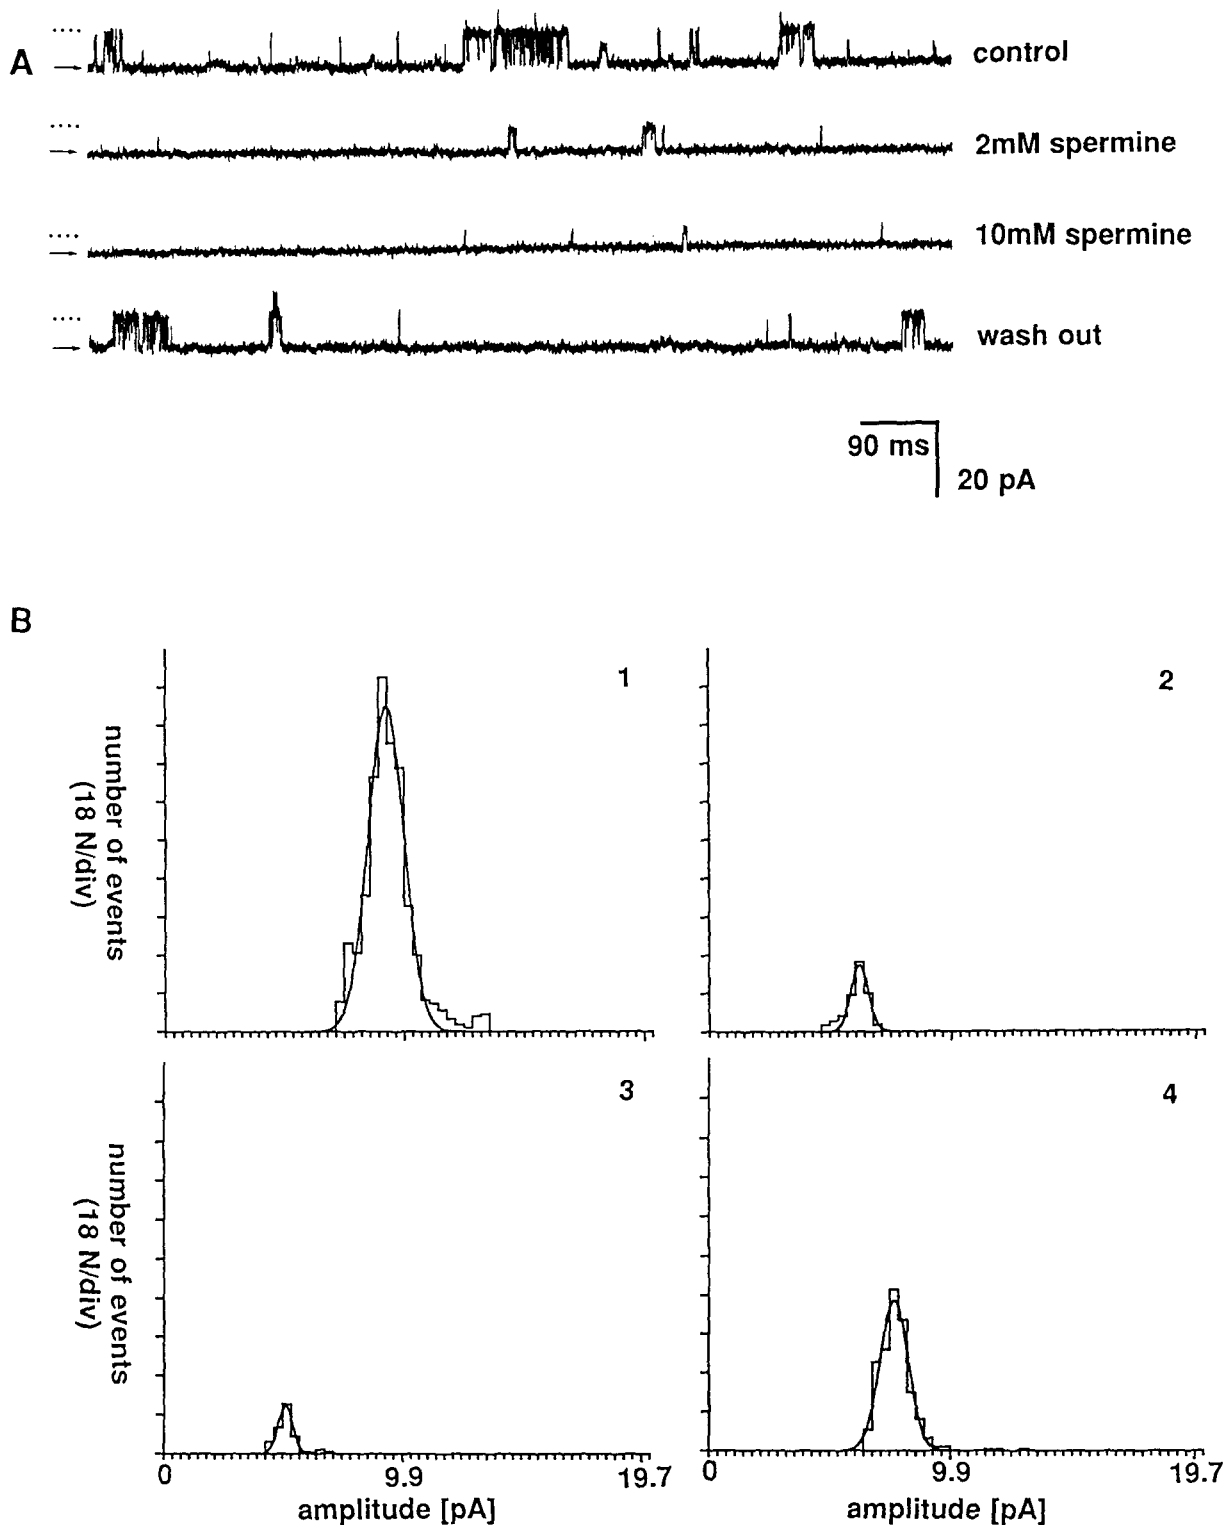 A
control
2mM spermine
10mM spermine
wash out
90 ms
20 pA
B
1
2
number of events
(18 N/div)
3
4
number of events
(18 N/div)
0
9.9
19.7
0
9.9
19.7
amplitude [pA]
amplitude [pA]